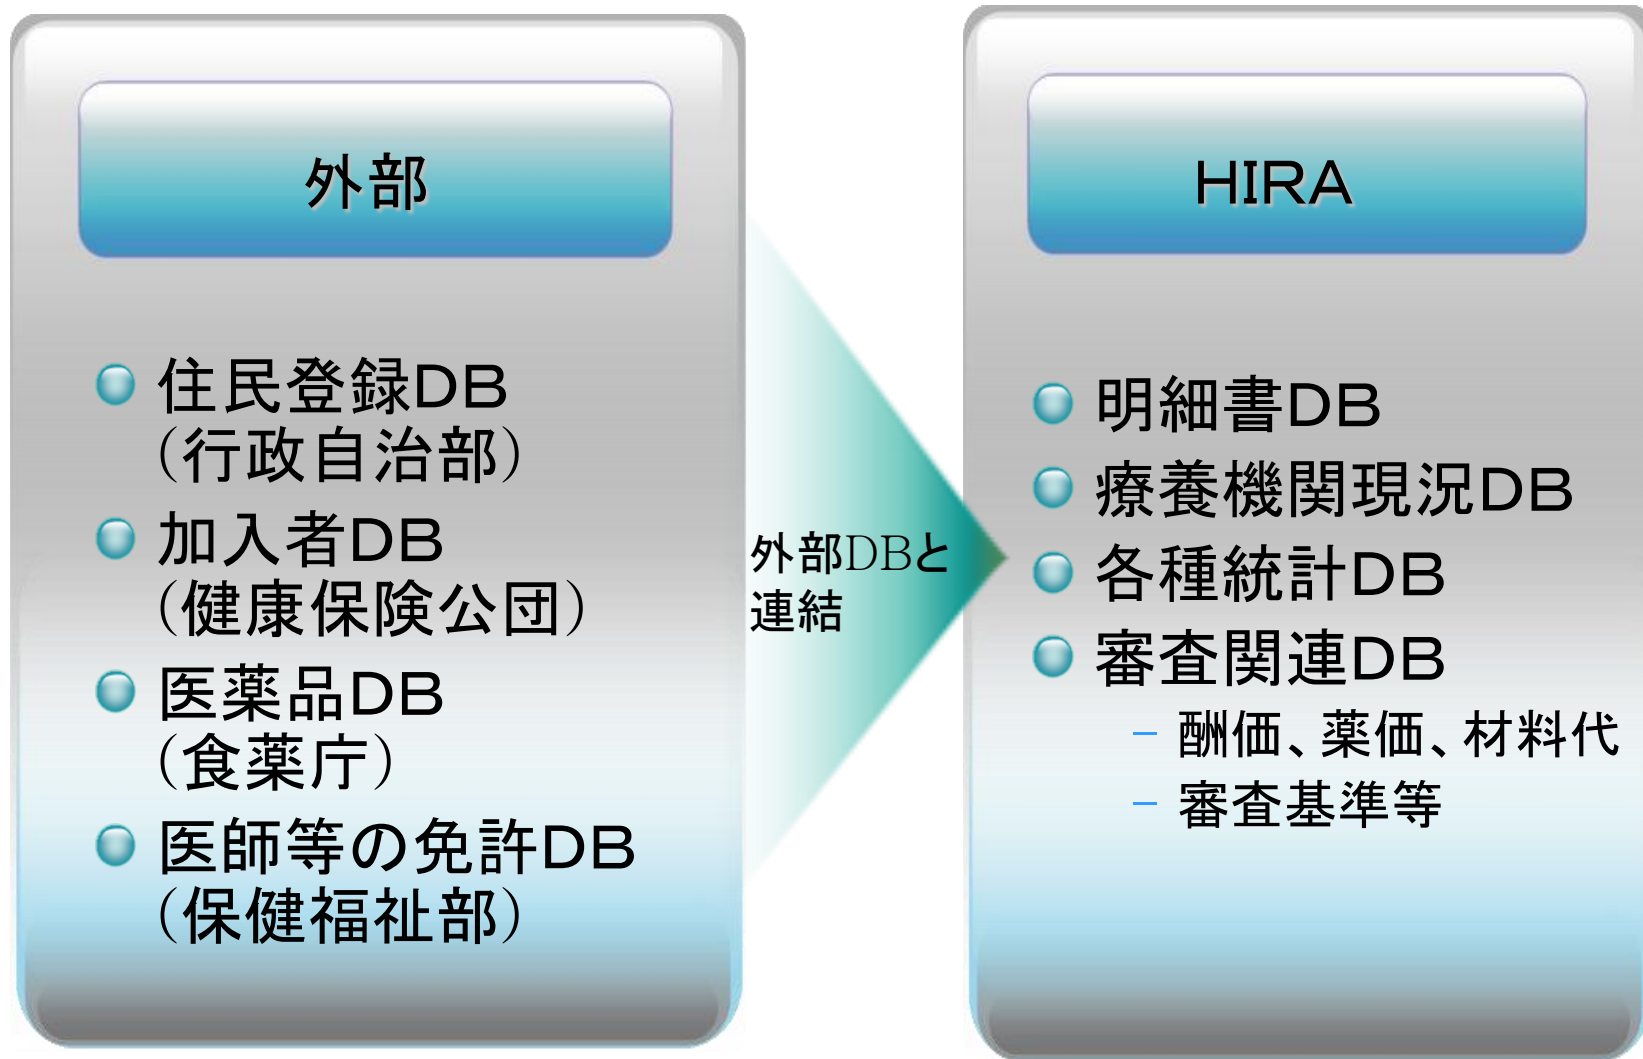 外部
住民登録DB
(行政自治部)
加入者DB
(健康保険公団)
医薬品DB
(食薬庁)
医師等の免許DB
(保健福祉部)
外部DBと
連結
HIRA
明細書DB
療養機関現況DB
各種統計DB
審査関連DB
- 酬価、薬価、材料代
- 審査基準等